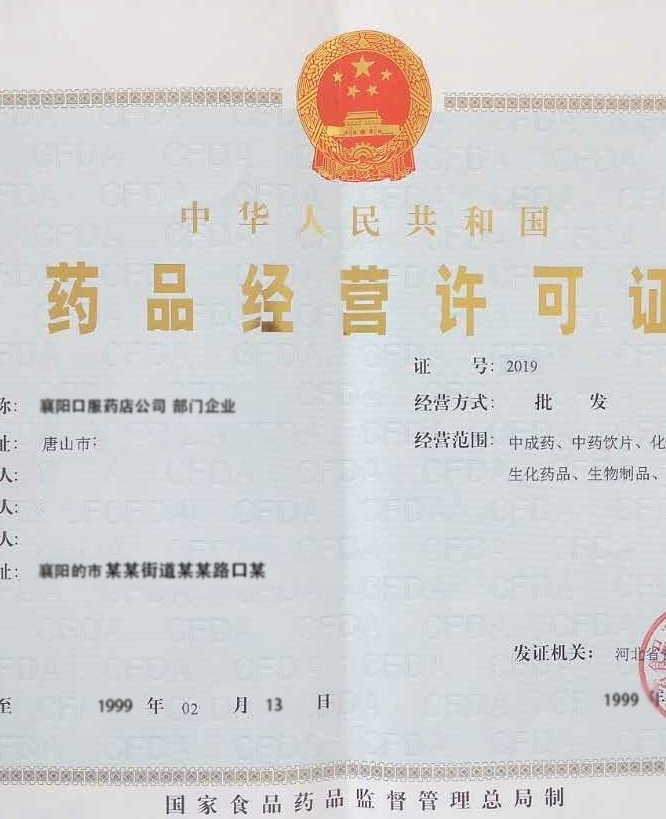 中华人民共和国
药品经营许可证
证 号: 2019
称: 襄阳口服药店公司 部门企业
经营方式: 批 发
址: 唐山市:
经营范围: 中成药、中药饮片、化
生化药品、生物制品、
人:
人:
人:
址: 襄阳的市某某街道某某路口某
发证机关: 河北省
至 1999 年 02 月 13 日
1999 年
国家食品药品监督管理总局制